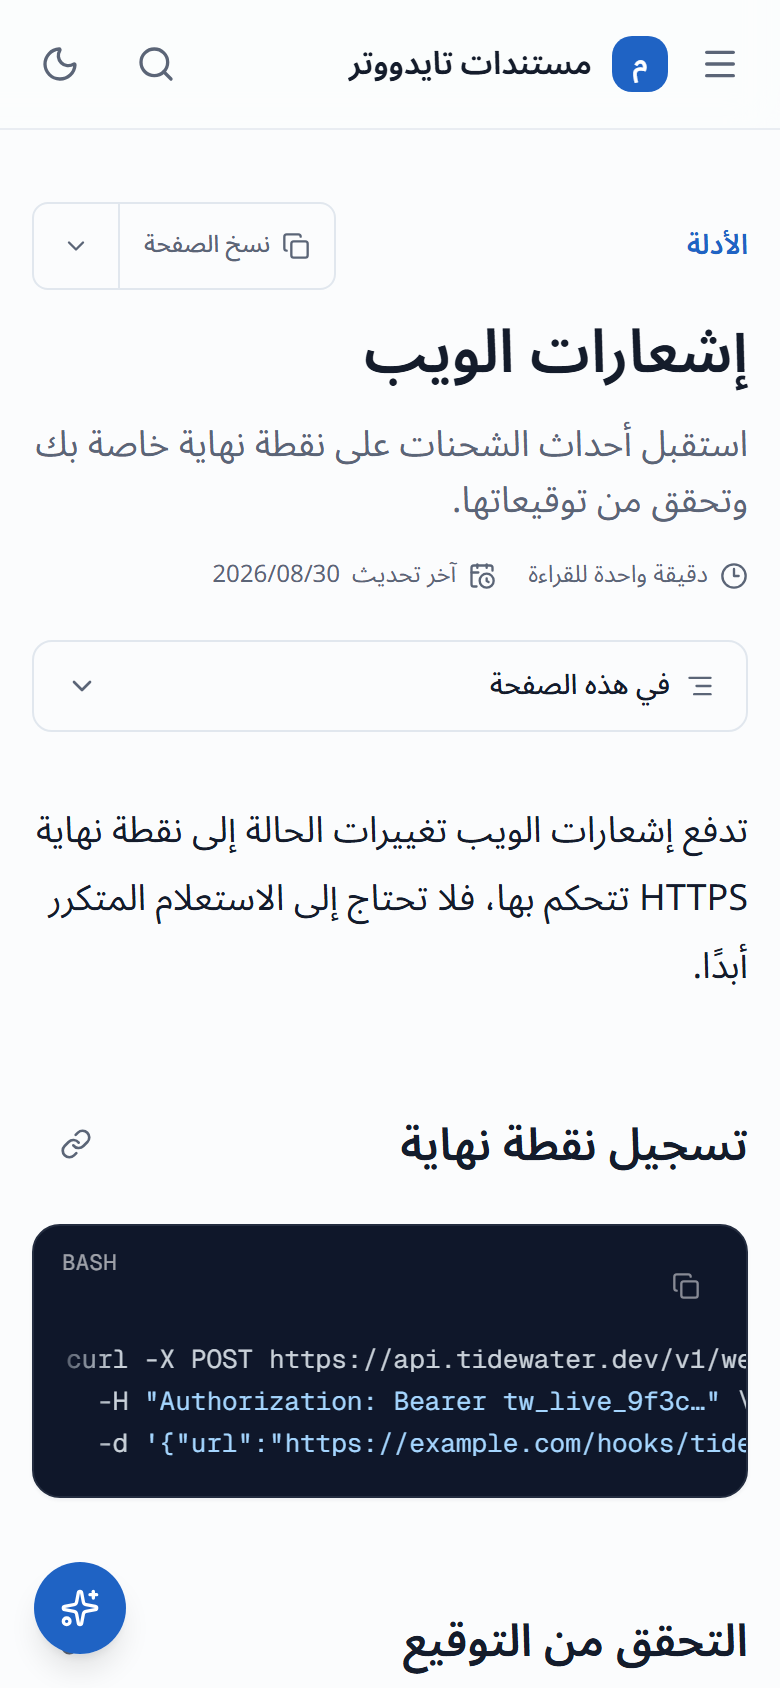 م
مستندات تايدووتر
الأدلة
نسخ الصفحة
إشعارات الويب
استقبل أحداث الشحنات على نقطة نهاية خاصة بك
وتحقق من توقيعاتها.
دقيقة واحدة للقراءة
آخر تحديث 2026/08/30
في هذه الصفحة
تدفع إشعارات الويب تغييرات الحالة إلى نقطة نهاية
HTTPS تتحكم بها، فلا تحتاج إلى الاستعلام المتكرر
أبدًا.
تسجيل نقطة نهاية
BASH
curl -X POST https://api.tidewater.dev/v1/we
-H "Authorization: Bearer tw_live_9f3c…" \
-d '{"url":"https://example.com/hooks/tide
التحقق من التوقيع